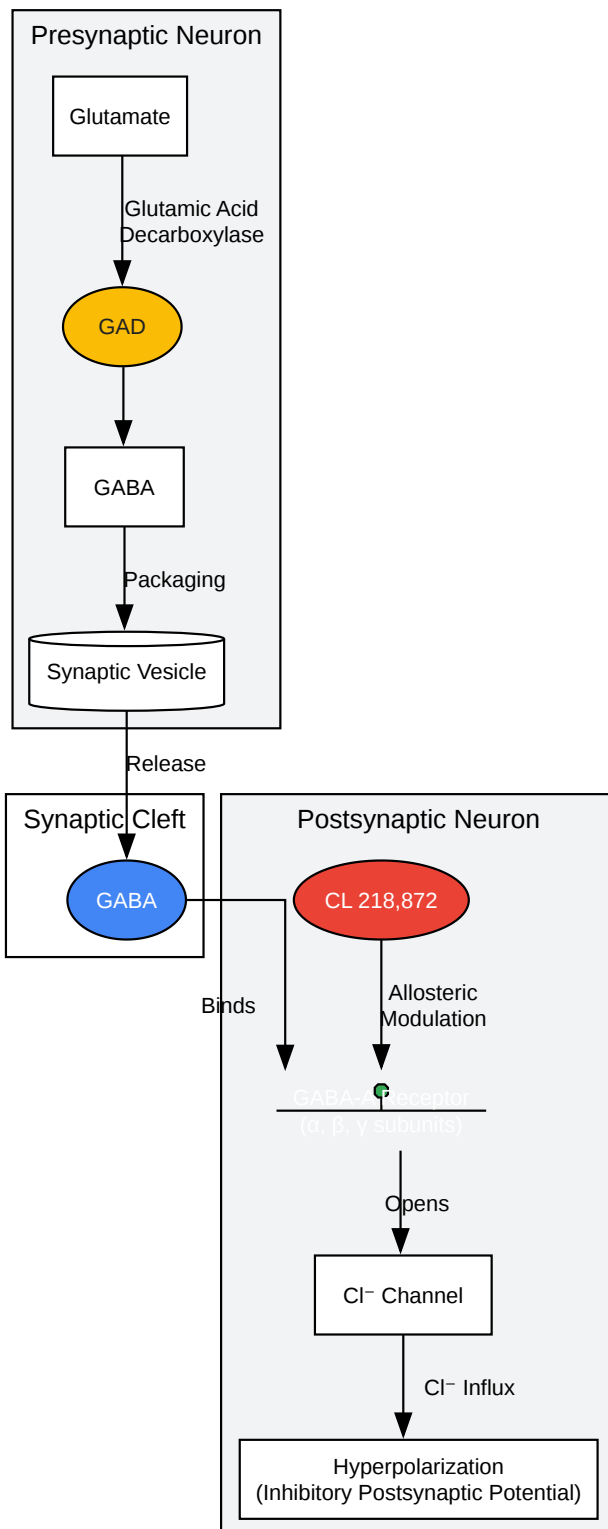 Presynaptic Neuron
Glutamate
Glutamic Acid
Decarboxylase
GAD
GABA
Packaging
Synaptic Vesicle
Release
Synaptic Cleft
GABA
Postsynaptic Neuron
CL 218,872
Binds
Allosteric
Modulation
GABA-A Receptor
(α, β, γ subunits)
Opens
Cl⁻ Channel
Cl⁻ Influx
Hyperpolarization
(Inhibitory Postsynaptic Potential)